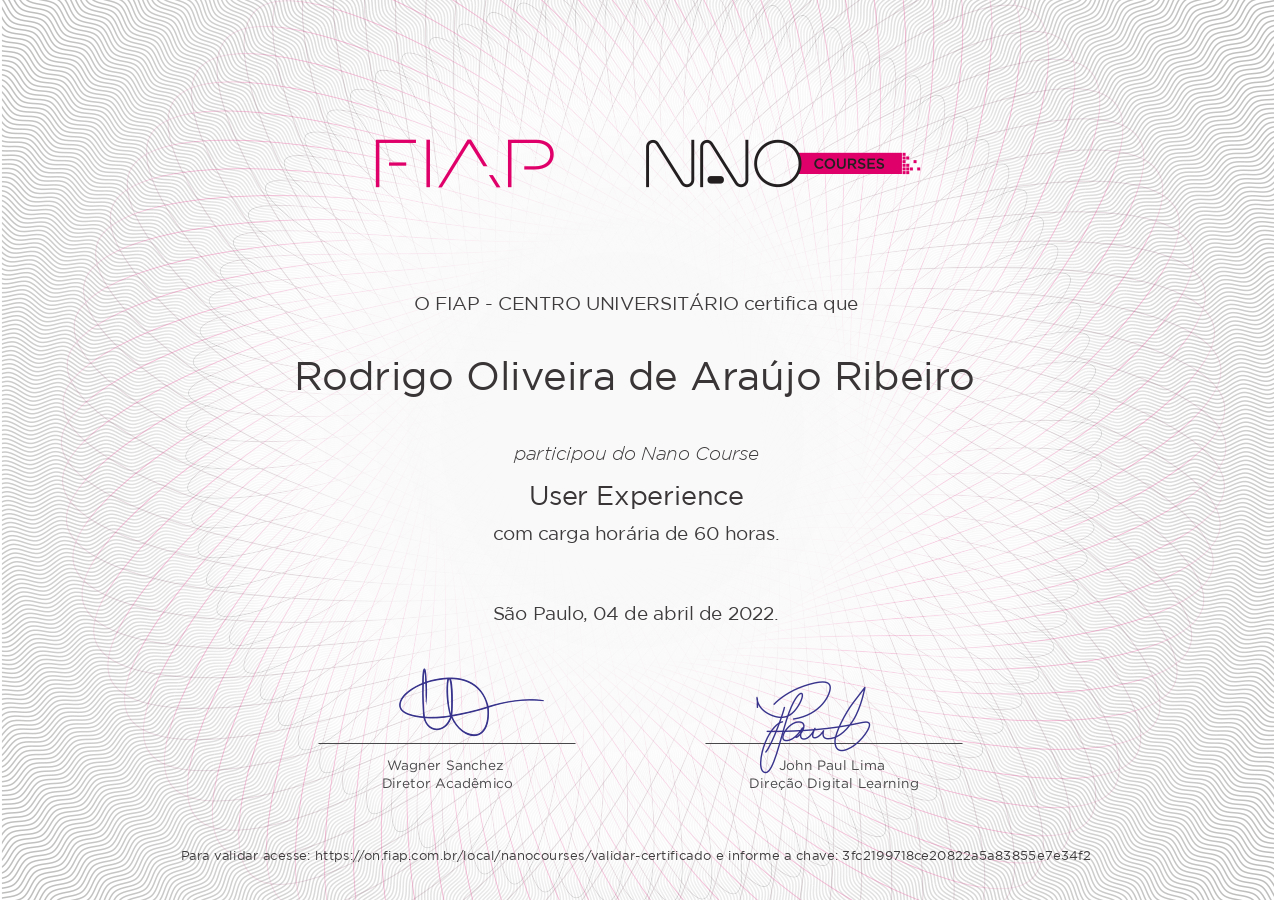 FIAP NANO COURSES
O FIAP - CENTRO UNIVERSITÁRIO certifica que
Rodrigo Oliveira de Araújo Ribeiro
participou do Nano Course
User Experience
com carga horária de 60 horas.
São Paulo, 04 de abril de 2022.
Wagner Sanchez
Diretor Acadêmico
John Paul Lima
Direção Digital Learning
Para validar acesse: https://on.fiap.com.br/local/nanocourses/validar-certificado e informe a chave: 3fc2199718ce20822a5a83855e7e34f2